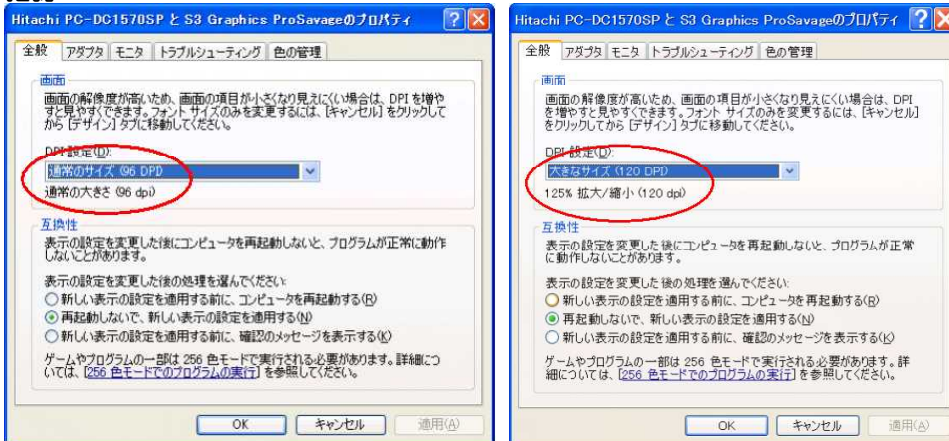 Hitachi PC-DC1570SP と S3 Graphics ProSavageのプロパティ
全般 アダプタ モニタ トラブルシューティング 色の管理
画面
画面の解像度が高いため、画面の項目が小さくなり見えにくい場合は、DPI を増や
すと見やすくできます。フォント サイズのみを変更するには、[キャンセル] をクリックして
から [デザイン] タブに移動してください。
DPI 設定(D):
通常のサイズ (96 DPI)
通常の大きさ (96 dpi)
互換性
表示の設定を変更した後にコンピュータを再起動しないと、プログラムが正常に動作
しないことがあります。
表示の設定を変更した後の処理を選んでください:
新しい表示の設定を適用する前に、コンピュータを再起動する(R)
再起動しないで、新しい表示の設定を適用する(N)
新しい表示の設定を適用する前に、確認のメッセージを表示する(K)
ゲームやプログラムの一部は 256 色モードで実行される必要があります。詳細につ
いては、[256 色モードでのプログラムの実行] を参照してください。
OK キャンセル 適用(A)
Hitachi PC-DC1570SP と S3 Graphics ProSavageのプロパティ
全般 アダプタ モニタ トラブルシューティング 色の管理
画面
画面の解像度が高いため、画面の項目が小さくなり見えにくい場合は、DPI
を増やすと見やすくできます。フォント サイズのみを変更するには、[キャンセル]
をクリックしてから [デザイン] タブに移動してください。
DPI 設定(D):
大きなサイズ (120 DPI)
125% 拡大/縮小 (120 dpi)
互換性
表示の設定を変更した後にコンピュータを再起動しないと、プログラムが正常
に動作しないことがあります。
表示の設定を変更した後の処理を選んでください:
新しい表示の設定を適用する前に、コンピュータを再起動する(R)
再起動しないで、新しい表示の設定を適用する(N)
新しい表示の設定を適用する前に、確認のメッセージを表示する(K)
ゲームやプログラムの一部は 256 色モードで実行される必要があります。詳
細については、[256 色モードでのプログラムの実行] を参照してください。
OK キャンセル 適用(A)